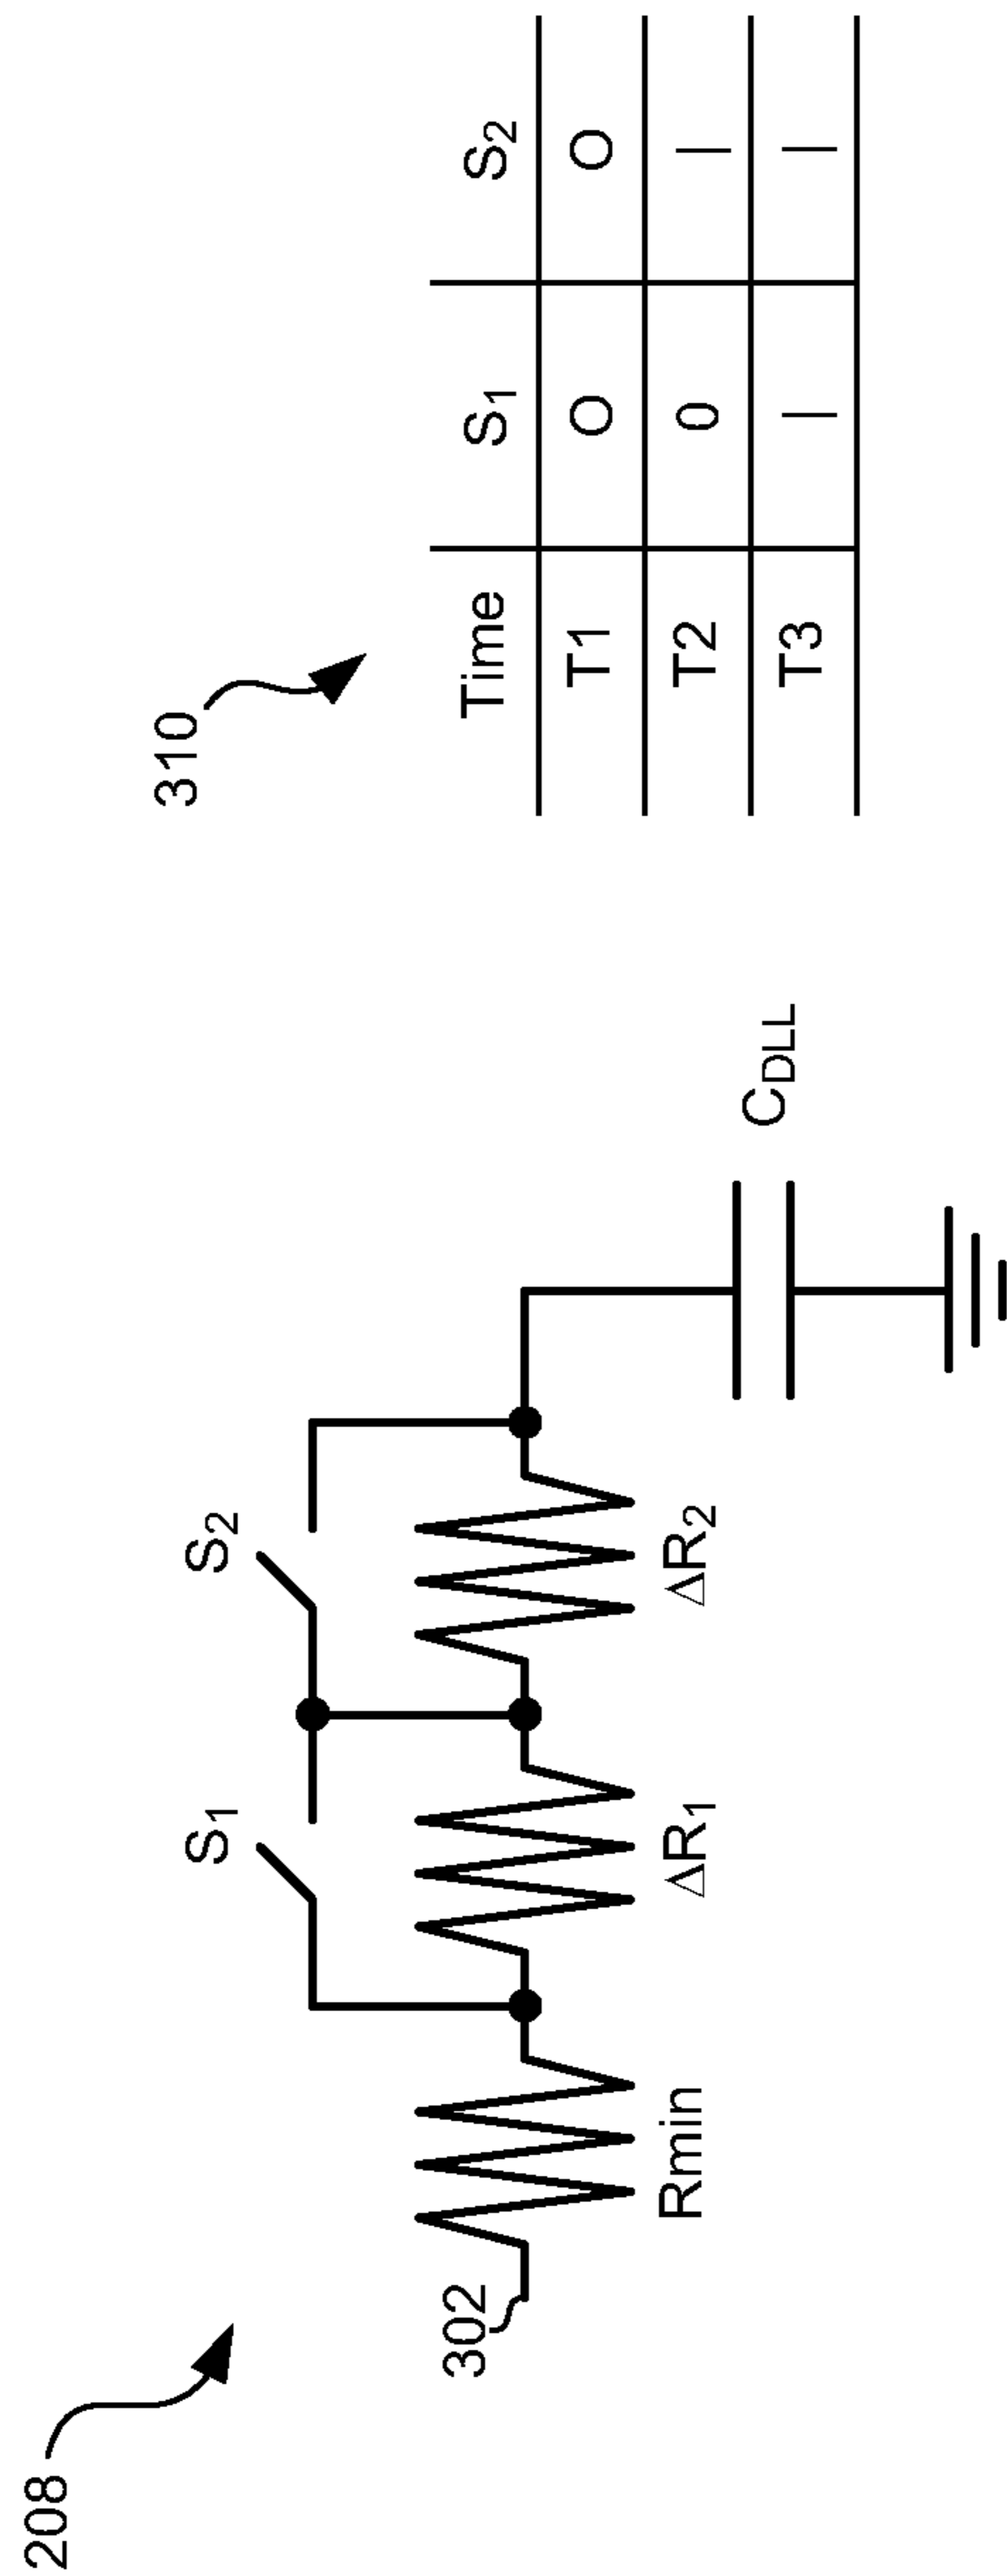 208
302
Rmin
S1
ΔR1
S2
ΔR2
CDLL
310
Time S1 S2
T1 O O
T2 0 I
T3 I I